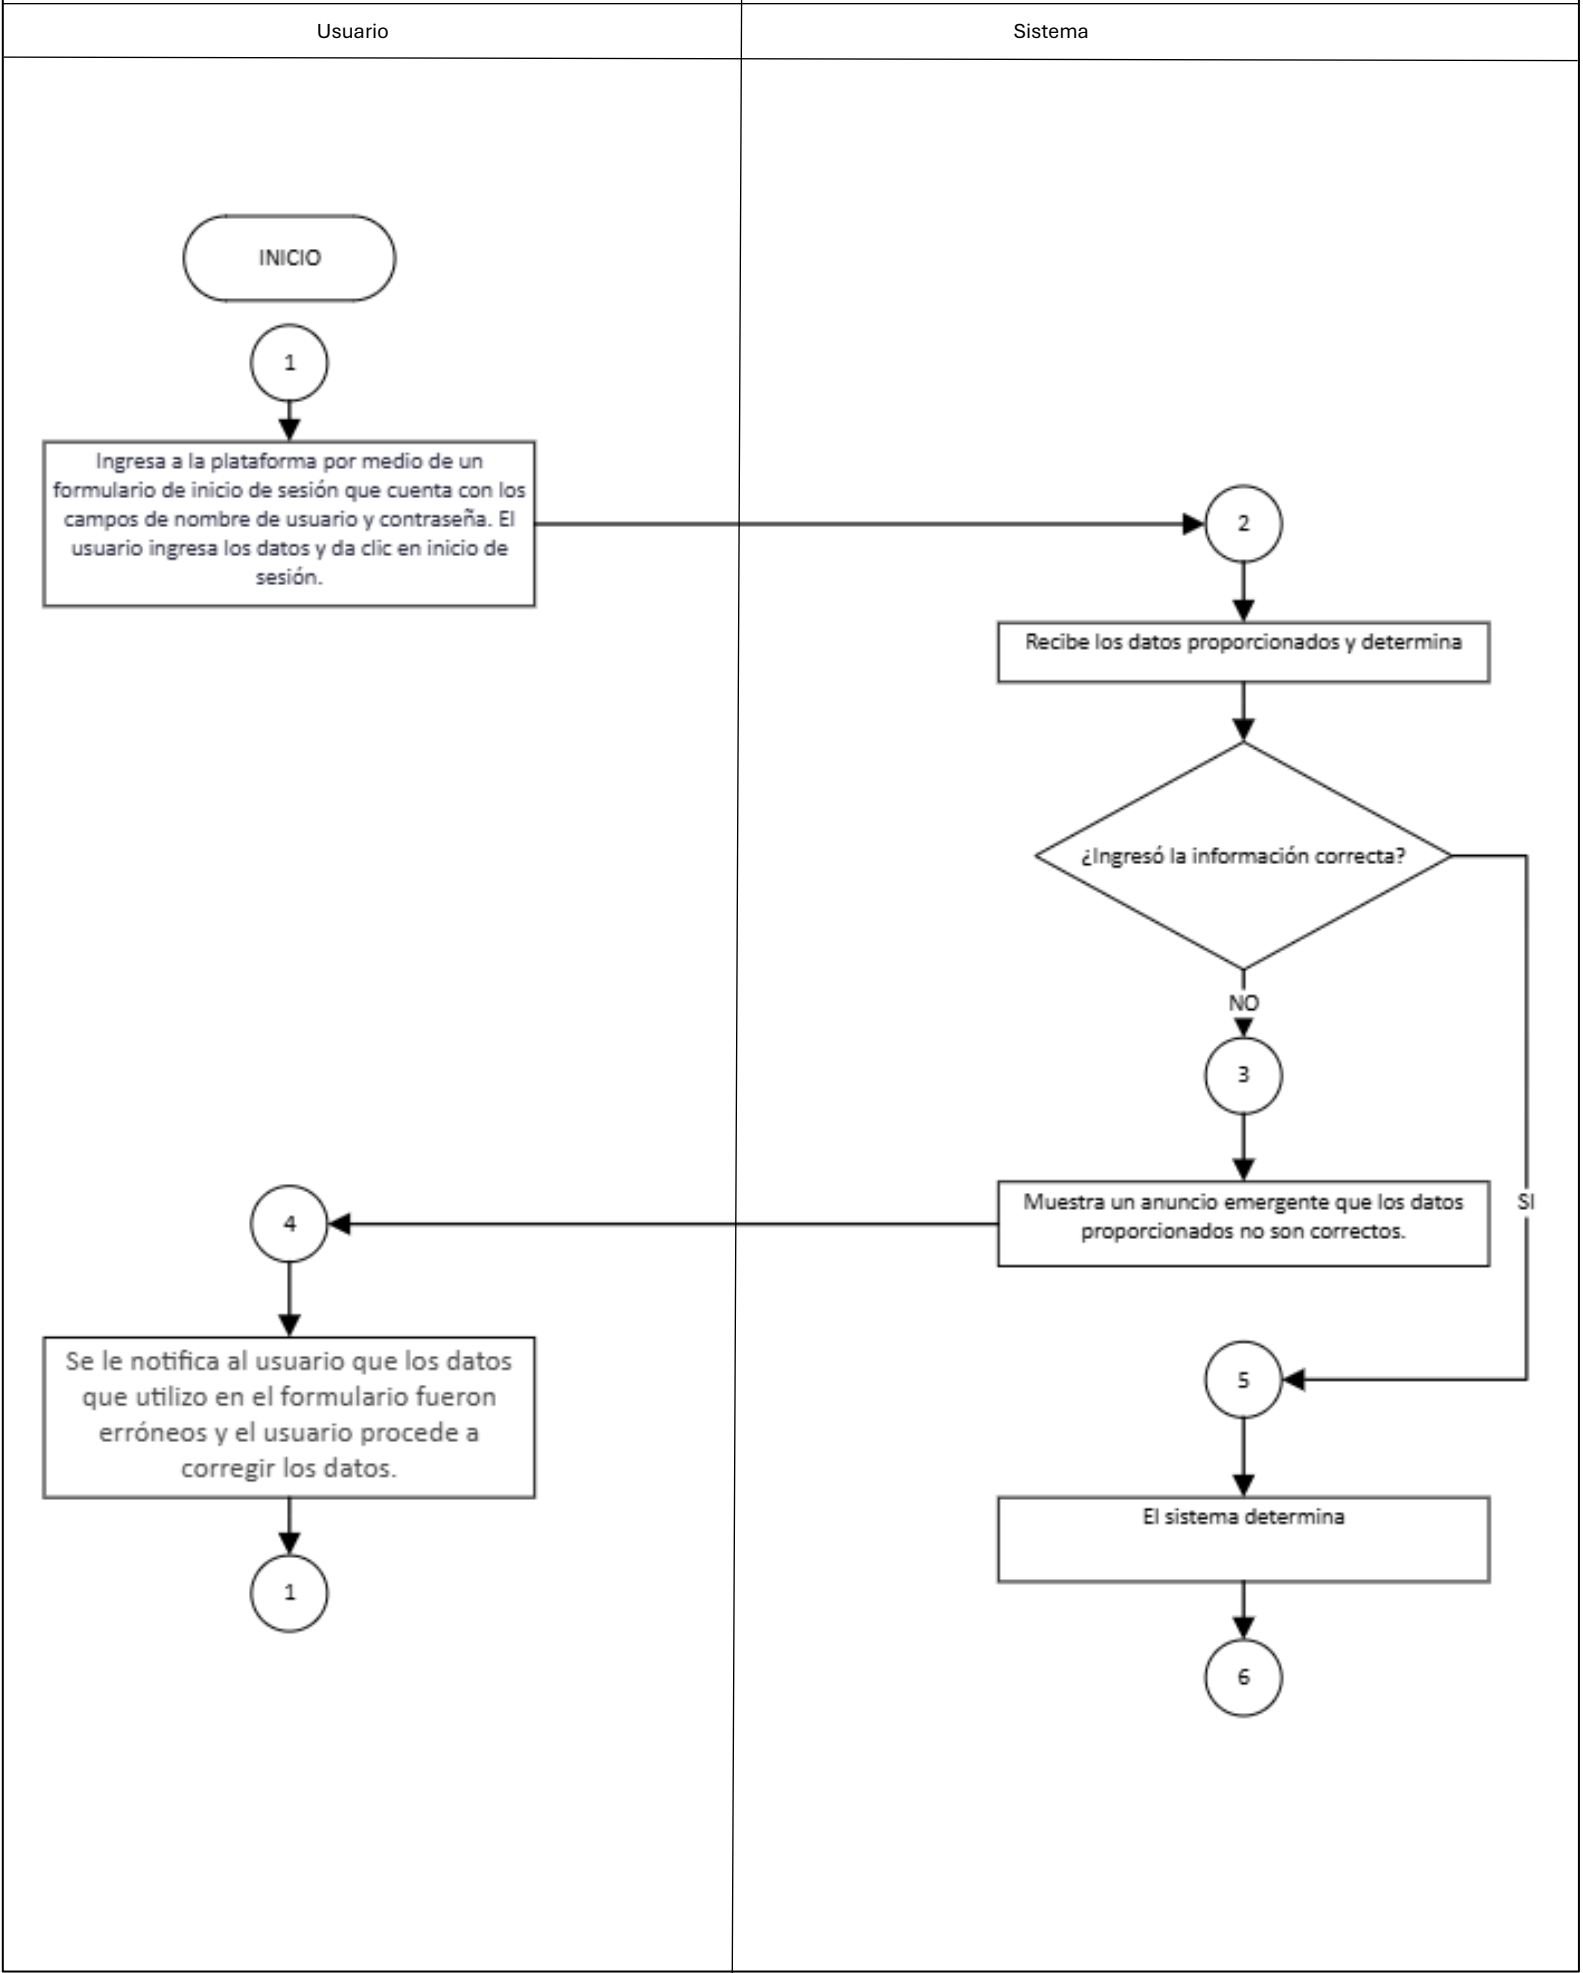 Usuario
Sistema
INICIO
1
Ingresa a la plataforma por medio de un
formulario de inicio de sesión que cuenta con los
campos de nombre de usuario y contraseña. El
usuario ingresa los datos y da clic en inicio de
sesión.
2
Recibe los datos proporcionados y determina
¿Ingresó la información correcta?
NO
3
Muestra un anuncio emergente que los datos
proporcionados no son correctos.
SI
4
Se le notifica al usuario que los datos
que utilizo en el formulario fueron
erróneos y el usuario procede a
corregir los datos.
1
5
El sistema determina
6